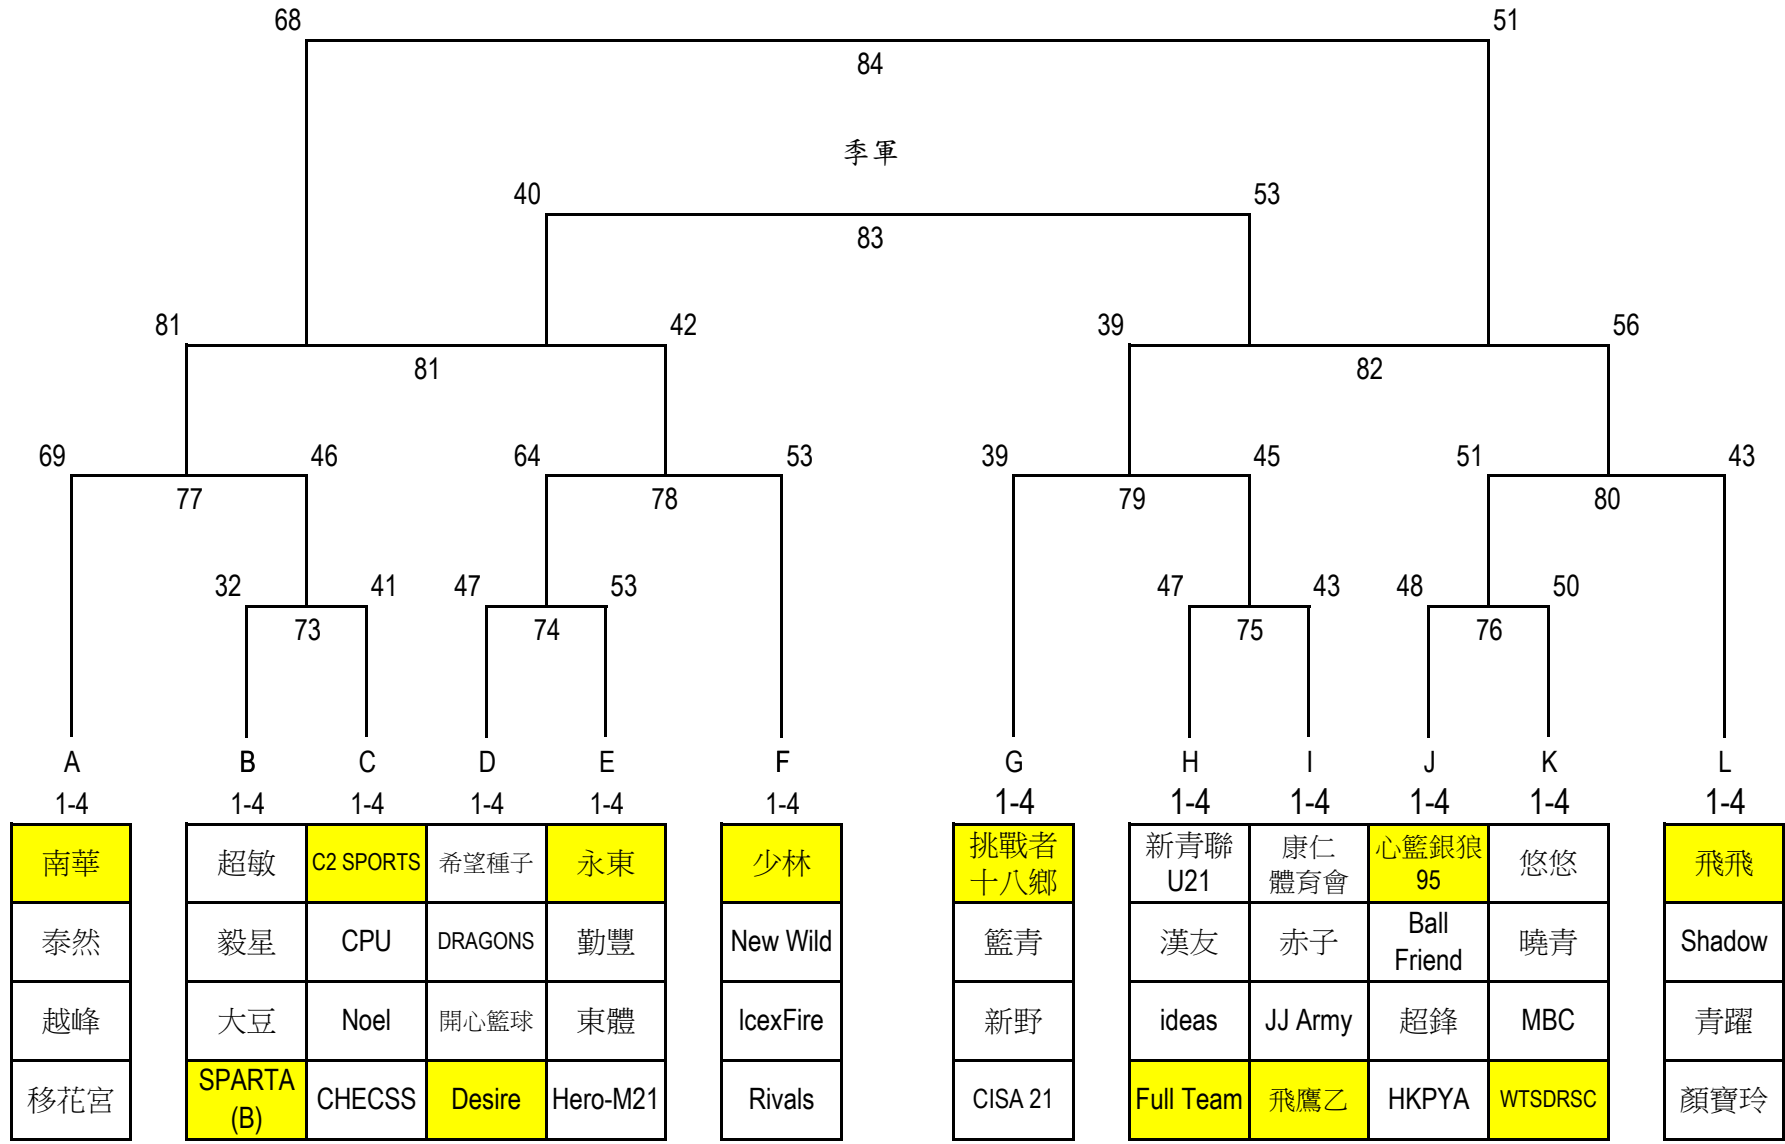 68 51
84
季軍
40 53
83
81 42 39 56
81 82
69 46 64 53 39 45 51 43
77 78 79 80
32 41 47 53 47 43 48 50
73 74 75 76
A B C D E F G H I J K L
1-4 1-4 1-4 1-4 1-4 1-4 1-4 1-4 1-4 1-4 1-4 1-4
南華 超敏 C2 SPORTS 希望種子 永東 少林 挑戰者 新青聯 康仁 心籃銀狼 悠悠 飛飛
十八鄉 U21 體育會 95
泰然 毅星 CPU DRAGONS 勤豐 New Wild 籃青 漢友 赤子 Ball 曉青 Shadow
Friend
越峰 大豆 Noel 開心籃球 東體 IcexFire 新野 ideas JJ Army 超鋒 MBC 青躍
移花宮 SPARTA CHECSS Desire Hero-M21 Rivals CISA 21 Full Team 飛鷹乙 HKPYA WTSDRSC 顏寶玲
(B)